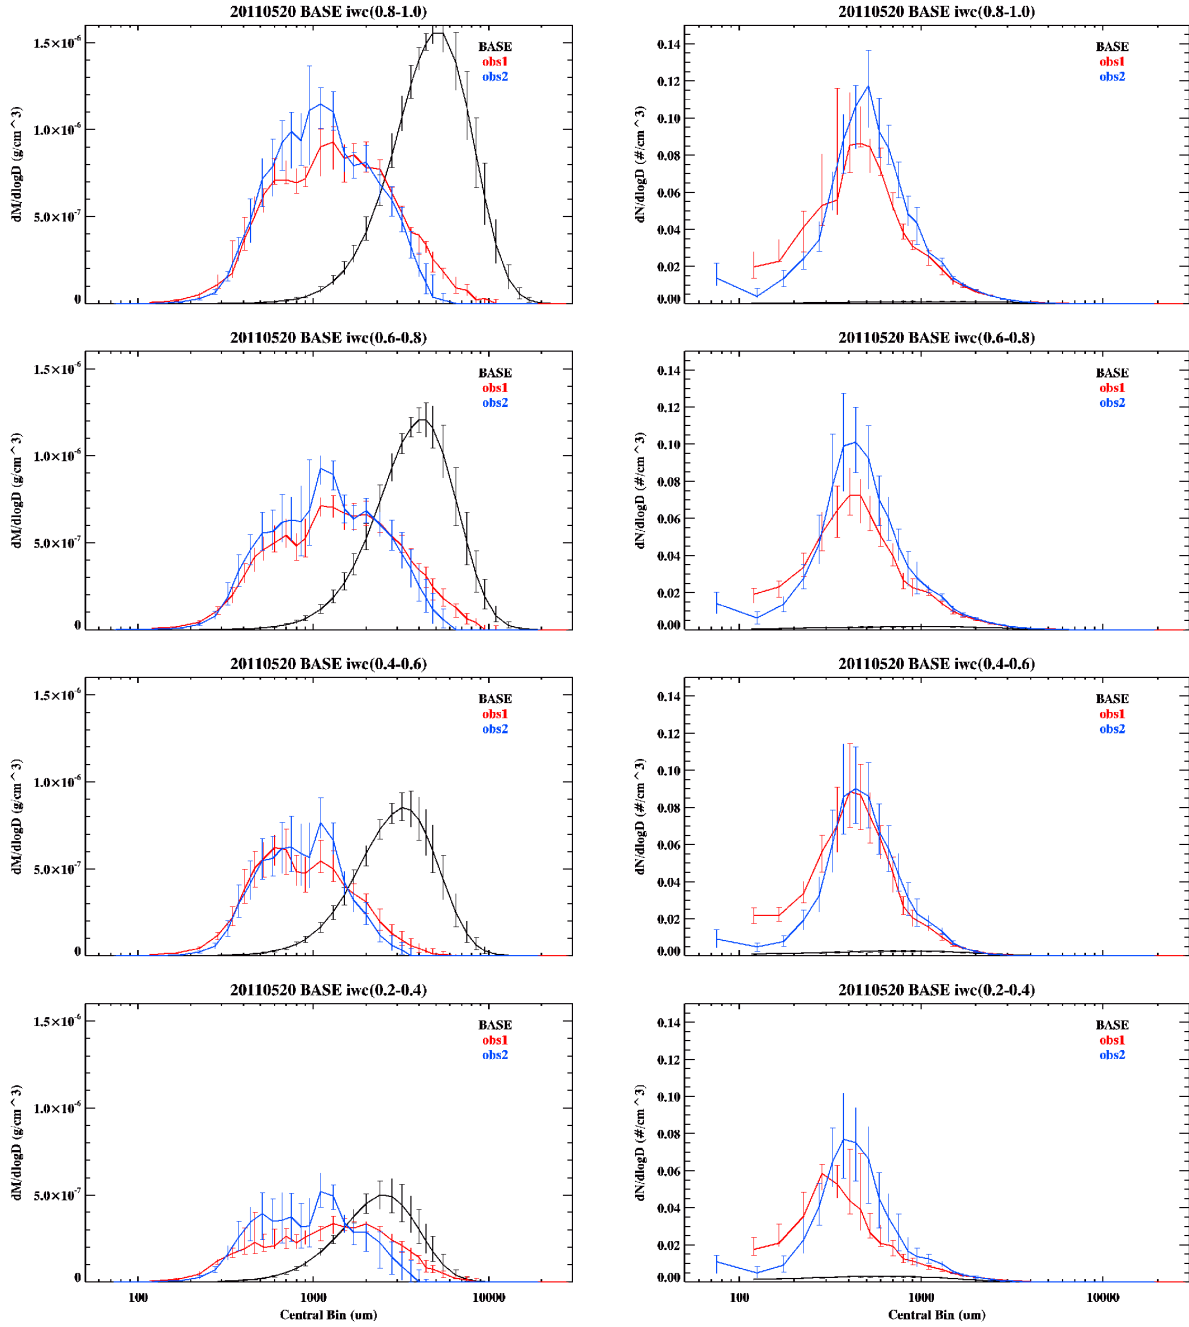 20110520 BASE iwc(0.8-1.0)
dM/dlogD (g/cm^3)
1.5×10-6
1.0×10-6
5.0×10-7
0
BASE
obs1
obs2
20110520 BASE iwc(0.8-1.0)
dN/dlogD (#/cm^3)
0.14
0.12
0.10
0.08
0.06
0.04
0.02
0.00
BASE
obs1
obs2
20110520 BASE iwc(0.6-0.8)
dM/dlogD (g/cm^3)
1.5×10-6
1.0×10-6
5.0×10-7
0
BASE
obs1
obs2
20110520 BASE iwc(0.6-0.8)
dN/dlogD (#/cm^3)
0.14
0.12
0.10
0.08
0.06
0.04
0.02
0.00
BASE
obs1
obs2
20110520 BASE iwc(0.4-0.6)
dM/dlogD (g/cm^3)
1.5×10-6
1.0×10-6
5.0×10-7
0
BASE
obs1
obs2
20110520 BASE iwc(0.4-0.6)
dN/dlogD (#/cm^3)
0.14
0.12
0.10
0.08
0.06
0.04
0.02
0.00
BASE
obs1
obs2
20110520 BASE iwc(0.2-0.4)
dM/dlogD (g/cm^3)
1.5×10-6
1.0×10-6
5.0×10-7
0
BASE
obs1
obs2
100 1000 10000
Central Bin (um)
20110520 BASE iwc(0.2-0.4)
dN/dlogD (#/cm^3)
0.14
0.12
0.10
0.08
0.06
0.04
0.02
0.00
BASE
obs1
obs2
100 1000 10000
Central Bin (um)